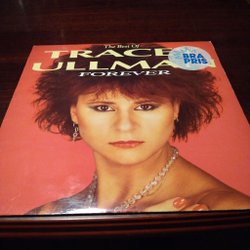 The Best Of
TRACEY
ULLMAN
FOREVER
BRA
PRIS